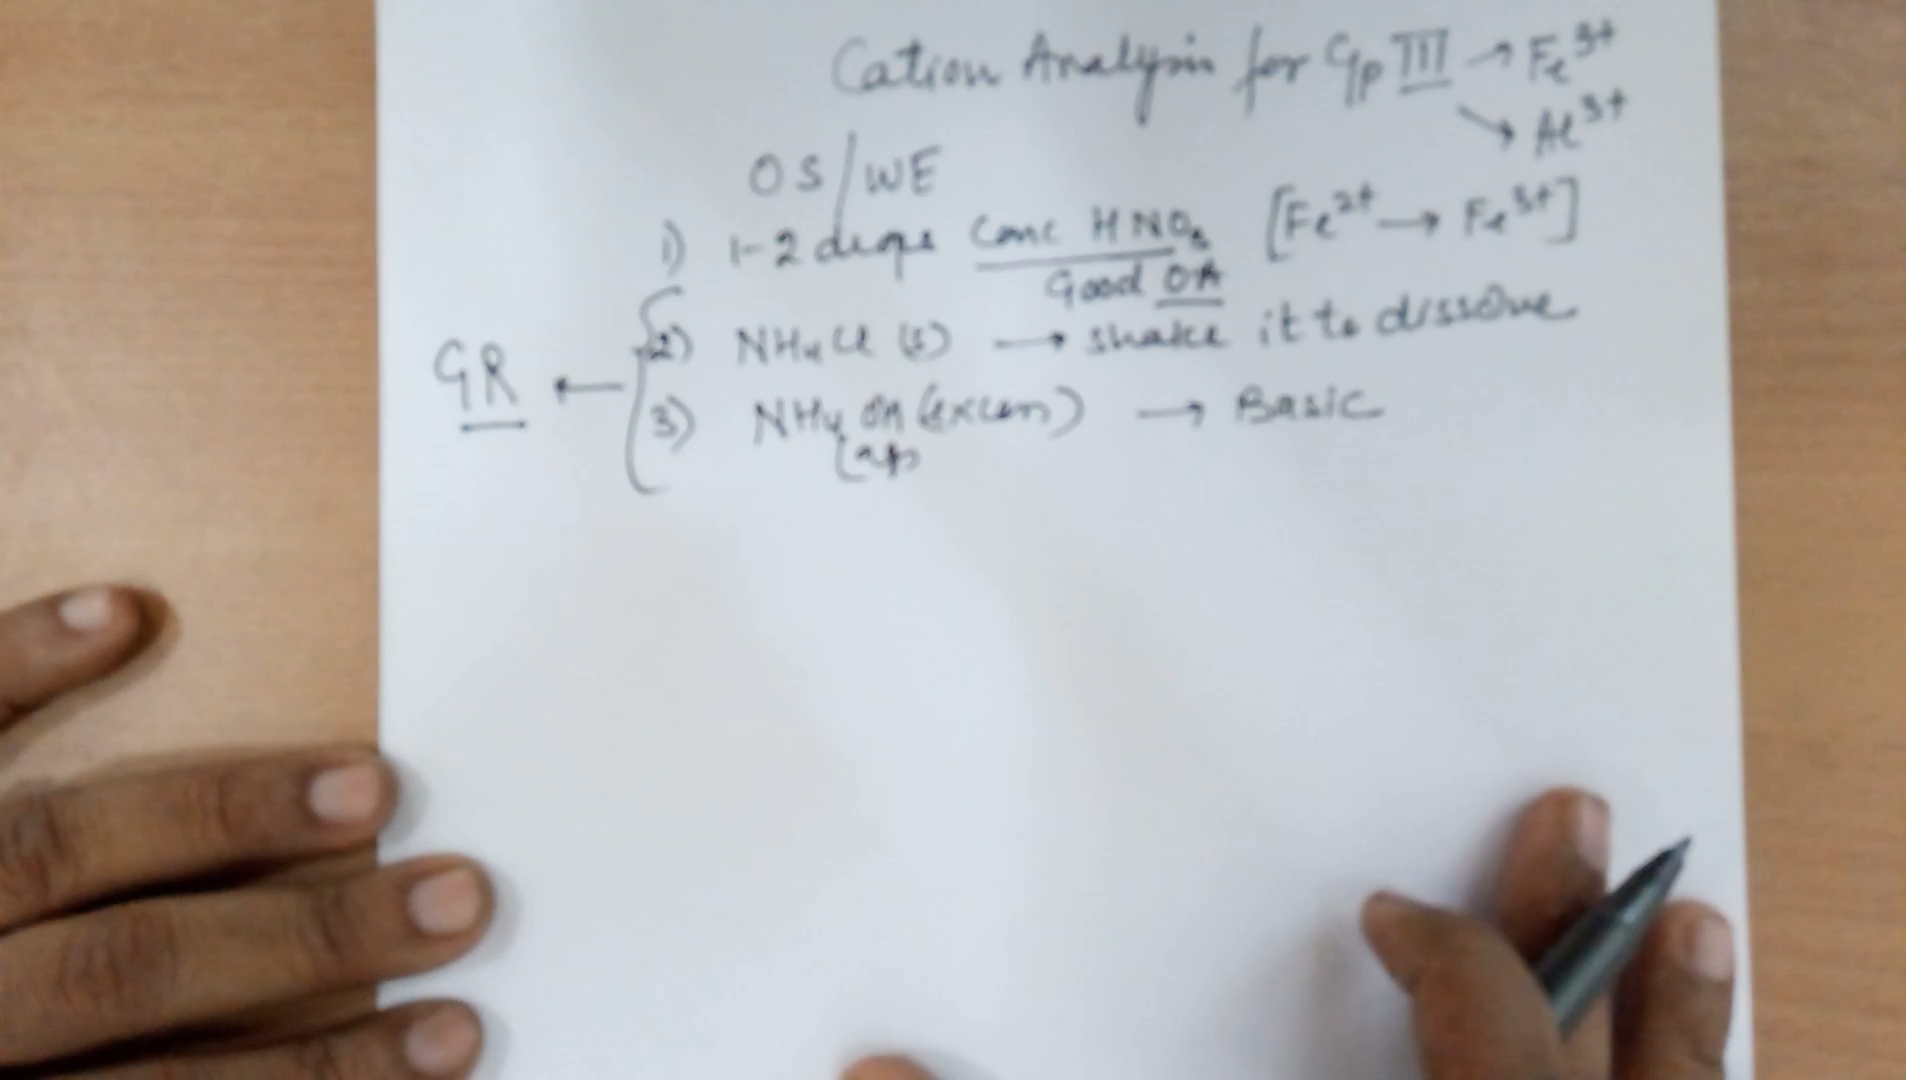 Cation Analysis for Gp III → Fe³⁺
↘ Al³⁺
OS/WE
1) 1-2 drops Conc HNO₃ [Fe²⁺ → Fe³⁺]
Good OA
2) NH₄Cl (s) → shake it to dissolve
GR ←
3) NH₄OH (excess) → Basic
(aq)